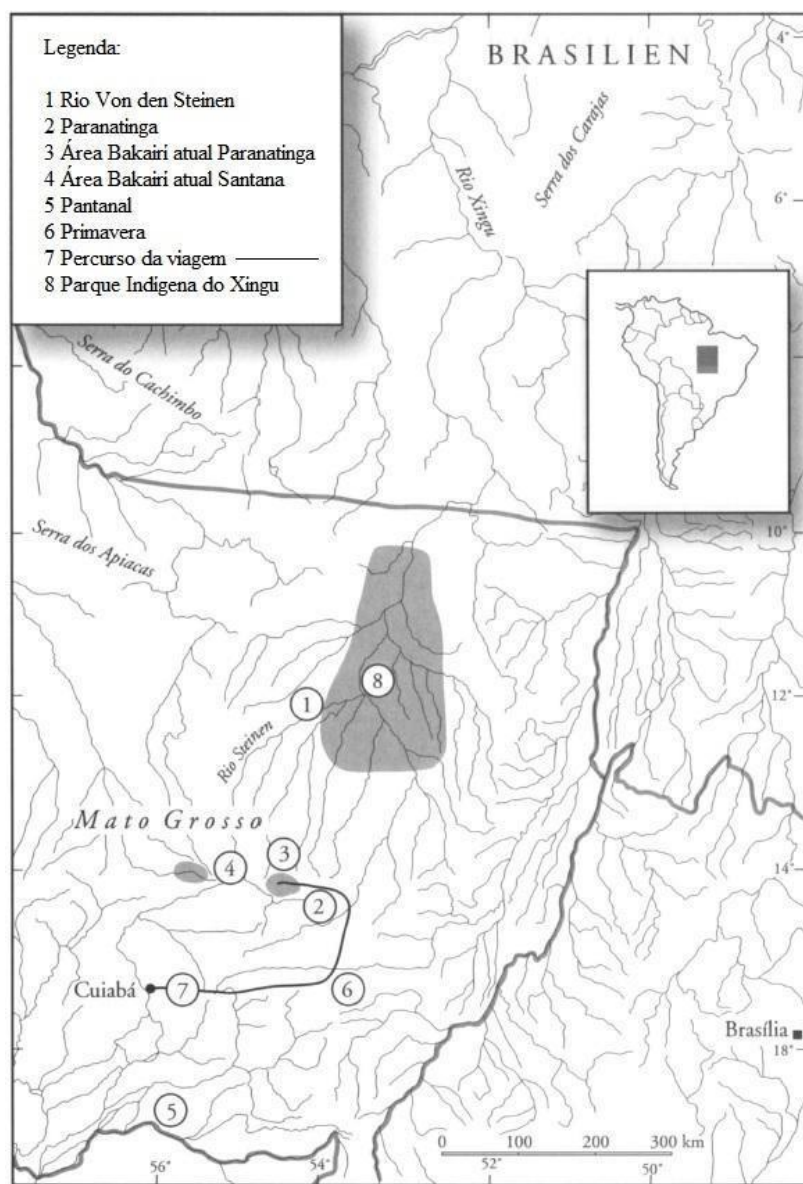 Legenda:
1 Rio Von den Steinen
2 Paranatinga
3 Área Bakairi atual Paranatinga
4 Área Bakairi atual Santana
5 Pantanal
6 Primavera
7 Percurso da viagem
8 Parque Indígena do Xingu
BRASILIEN
4°
Serra dos Carajas
Rio Xingu
6°
Serra do Cachimbo
Serra dos Apiacas
10°
8
1
12°
Rio Steinen
Mato Grosso
3
4
14°
2
Cuiabá
7
6
Brasília
18°
5
0 100 200 300 km
56°
54°
52°
50°